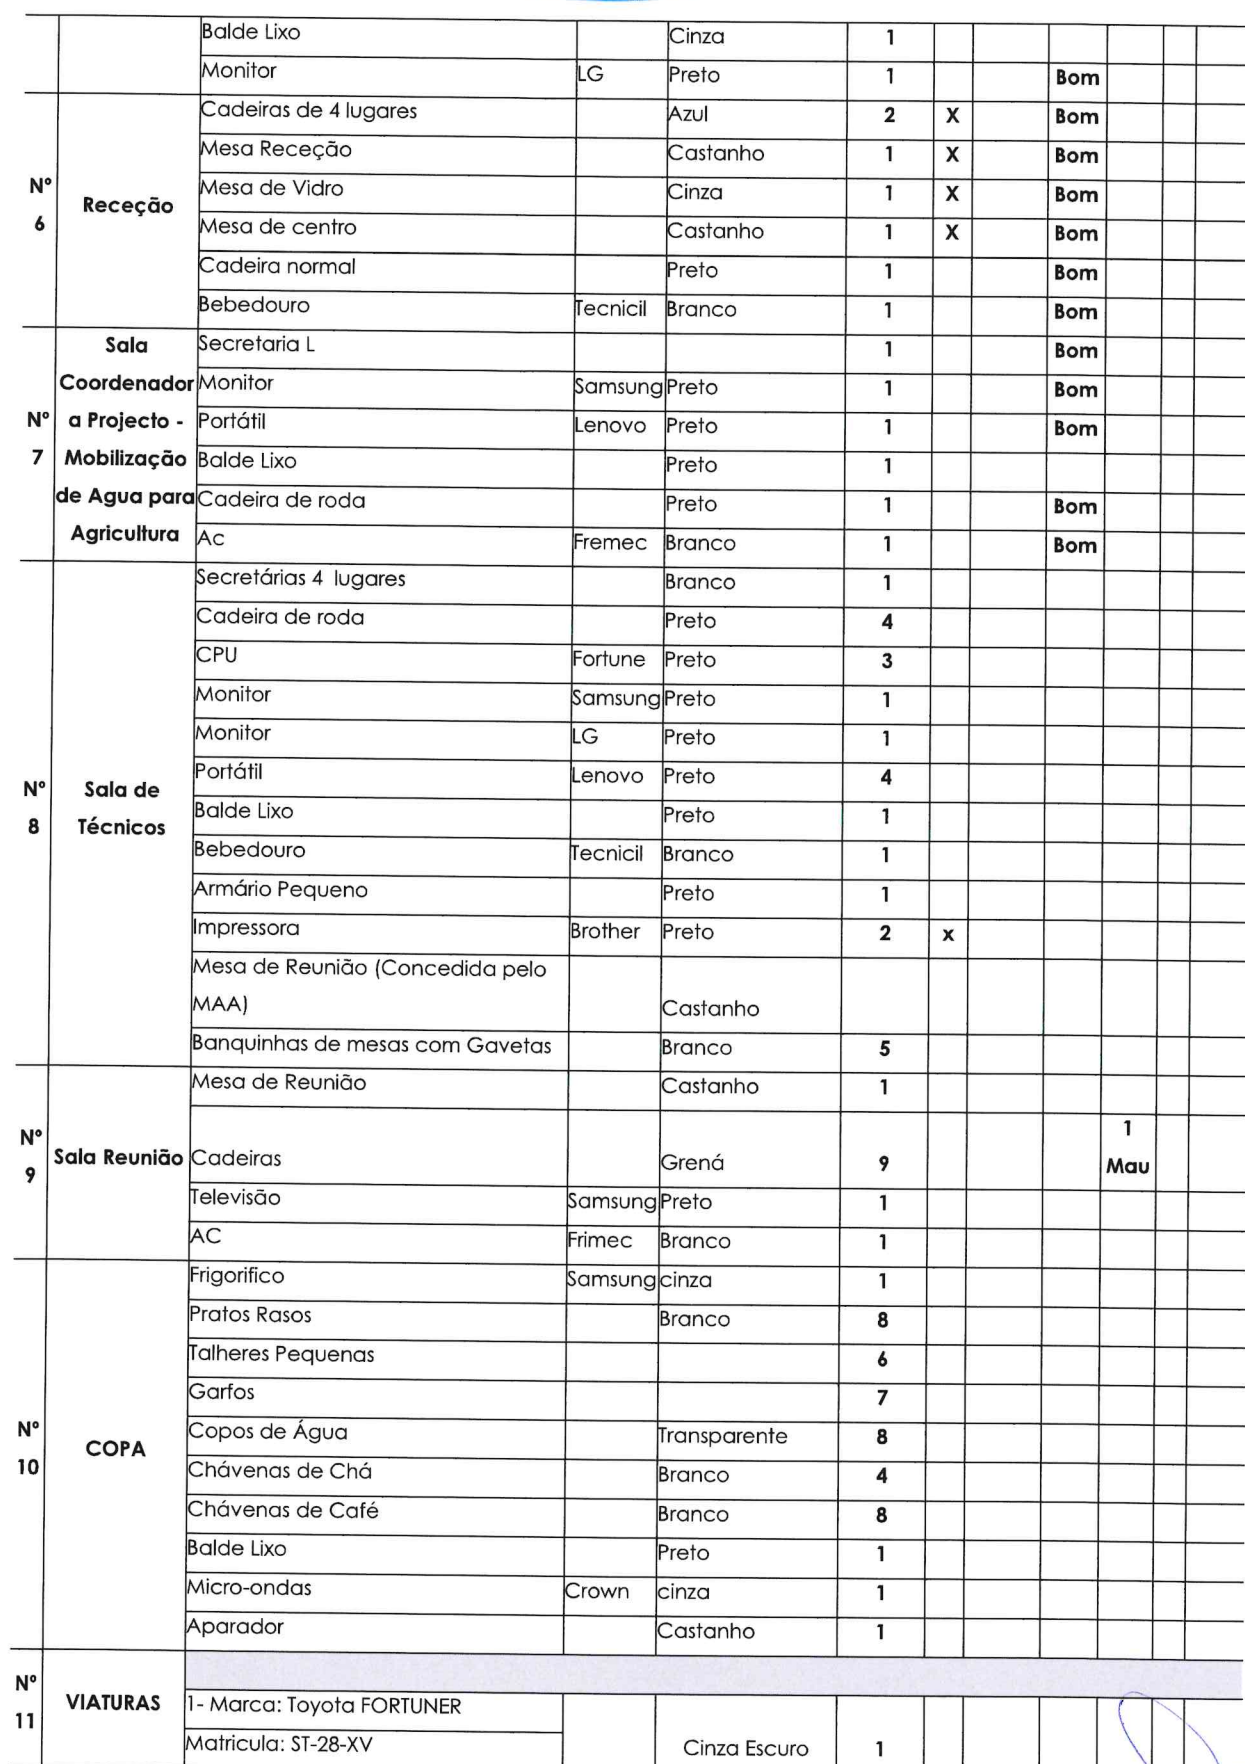 Balde Lixo Cinza 1
Monitor LG Preto 1 Bom
Nº 6 Receção
Cadeiras de 4 lugares Azul 2 X Bom
Mesa Receção Castanho 1 X Bom
Mesa de Vidro Cinza 1 X Bom
Mesa de centro Castanho 1 X Bom
Cadeira normal Preto 1 Bom
Bebedouro Tecnicil Branco 1 Bom
Nº 7 Sala Coordenador a Projecto - Mobilização de Agua para Agricultura
Secretaria L 1 Bom
Monitor Samsung Preto 1 Bom
Portátil Lenovo Preto 1 Bom
Balde Lixo Preto 1
Cadeira de roda Preto 1 Bom
Ac Fremec Branco 1 Bom
Nº 8 Sala de Técnicos
Secretárias 4 lugares Branco 1
Cadeira de roda Preto 4
CPU Fortune Preto 3
Monitor Samsung Preto 1
Monitor LG Preto 1
Portátil Lenovo Preto 4
Balde Lixo Preto 1
Bebedouro Tecnicil Branco 1
Armário Pequeno Preto 1
Impressora Brother Preto 2 x
Mesa de Reunião (Concedida pelo
MAA) Castanho
Banquinhas de mesas com Gavetas Branco 5
Nº 9 Sala Reunião
Mesa de Reunião Castanho 1
Cadeiras Grená 9 1 Mau
Televisão Samsung Preto 1
AC Frimec Branco 1
Nº 10 COPA
Frigorifico Samsung cinza 1
Pratos Rasos Branco 8
Talheres Pequenas 6
Garfos 7
Copos de Água Transparente 8
Chávenas de Chá Branco 4
Chávenas de Café Branco 8
Balde Lixo Preto 1
Micro-ondas Crown cinza 1
Aparador Castanho 1
Nº 11 VIATURAS
1- Marca: Toyota FORTUNER
Matricula: ST-28-XV Cinza Escuro 1